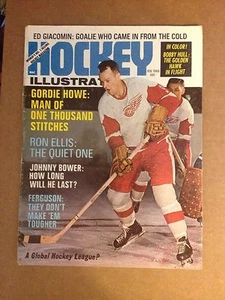 ED GIACOMIN: GOALIE WHO CAME IN FROM THE COLD
HOCKEY
ILLUSTRATED
IN COLOR!
BOBBY HULL:
THE GOLDEN
HAWK
IN FLIGHT
GORDIE HOWE:
MAN OF
ONE THOUSAND
STITCHES
RON ELLIS:
THE QUIET ONE
JOHNNY BOWER:
HOW LONG
WILL HE LAST?
FERGUSON:
THEY DON'T
MAKE 'EM
TOUGHER
A Global Hockey League?